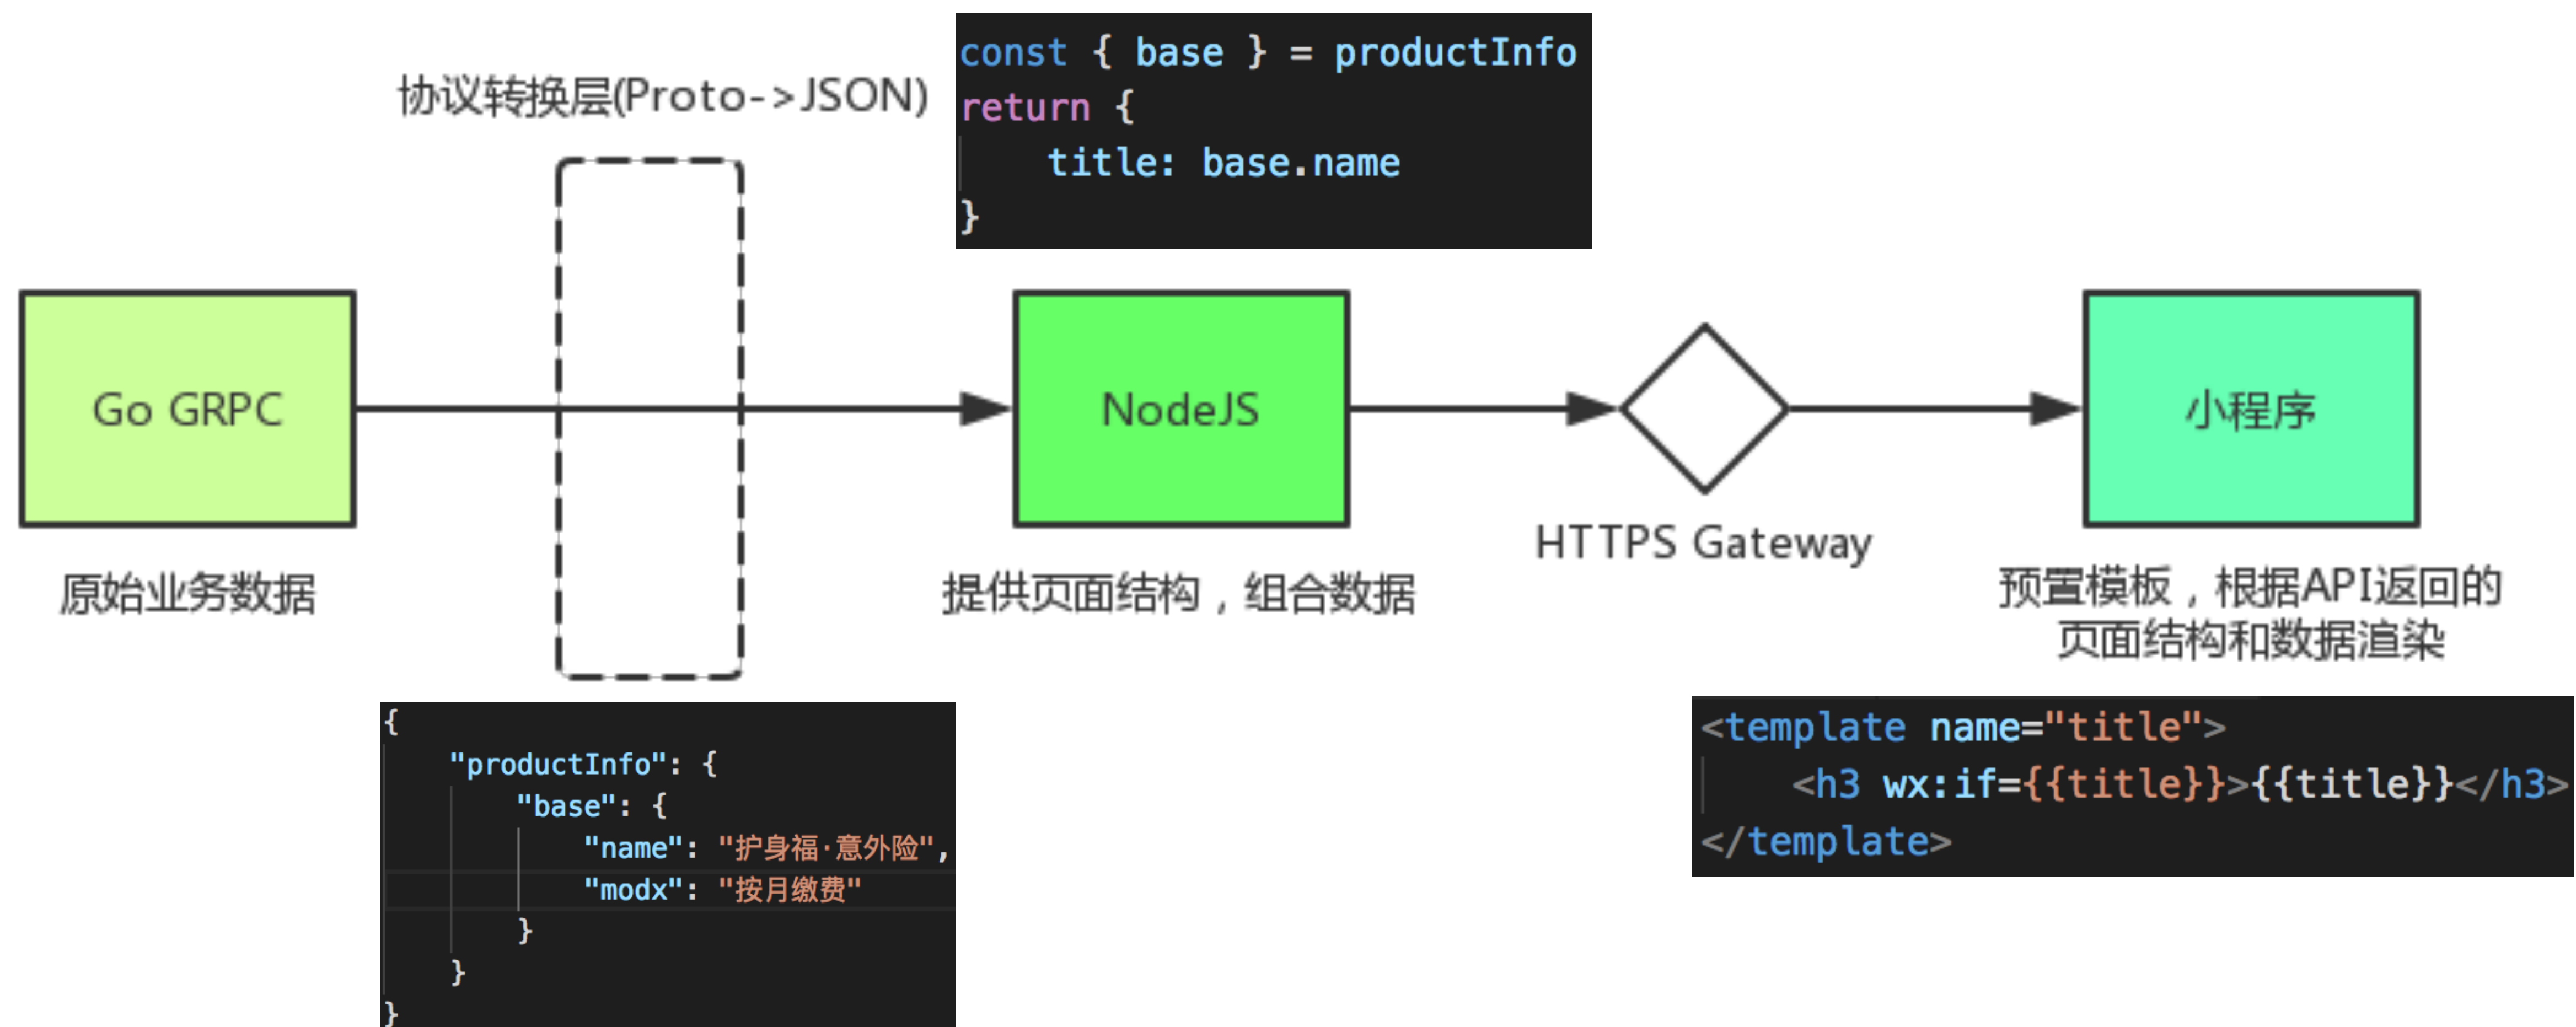 协议转换层(Proto->JSON)
const { base } = productInfo
return {
title: base.name
}
Go GRPC
NodeJS
小程序
原始业务数据
提供页面结构，组合数据
HTTPS Gateway
预置模板，根据API返回的
页面结构和数据渲染
{
"productInfo": {
"base": {
"name": "护身福·意外险",
"modx": "按月缴费"
}
}
}
<template name="title">
<h3 wx:if={{title}}>{{title}}</h3>
</template>